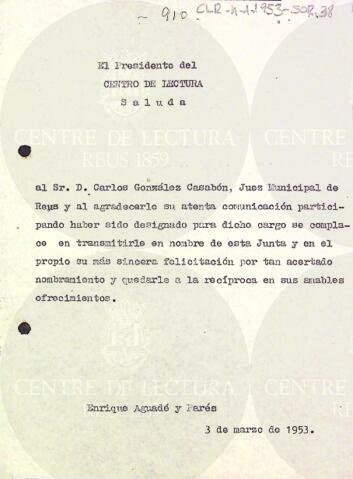 ~ 910 CLR-n-1-1953-SOR.38
El Presidente del
CENTRO DE LECTURA
Saluda
CENTRE DE LECTURA
REUS 1859
al Sr. D. Carlos González Casabón, Juez Municipal de
Reus y al agradecerle su atenta comunicación partici-
pando haber sido designado para dicho cargo se compla-
ce en transmitirle en nombre de esta Junta y en el
propio su más sincera felicitación por tan acertado
nombramiento y quedarle a la recíproca en sus amables
ofrecimientos.
CENTRE DE LECTURA
Enrique Aguadé y Parés
3 de marzo de 1953.